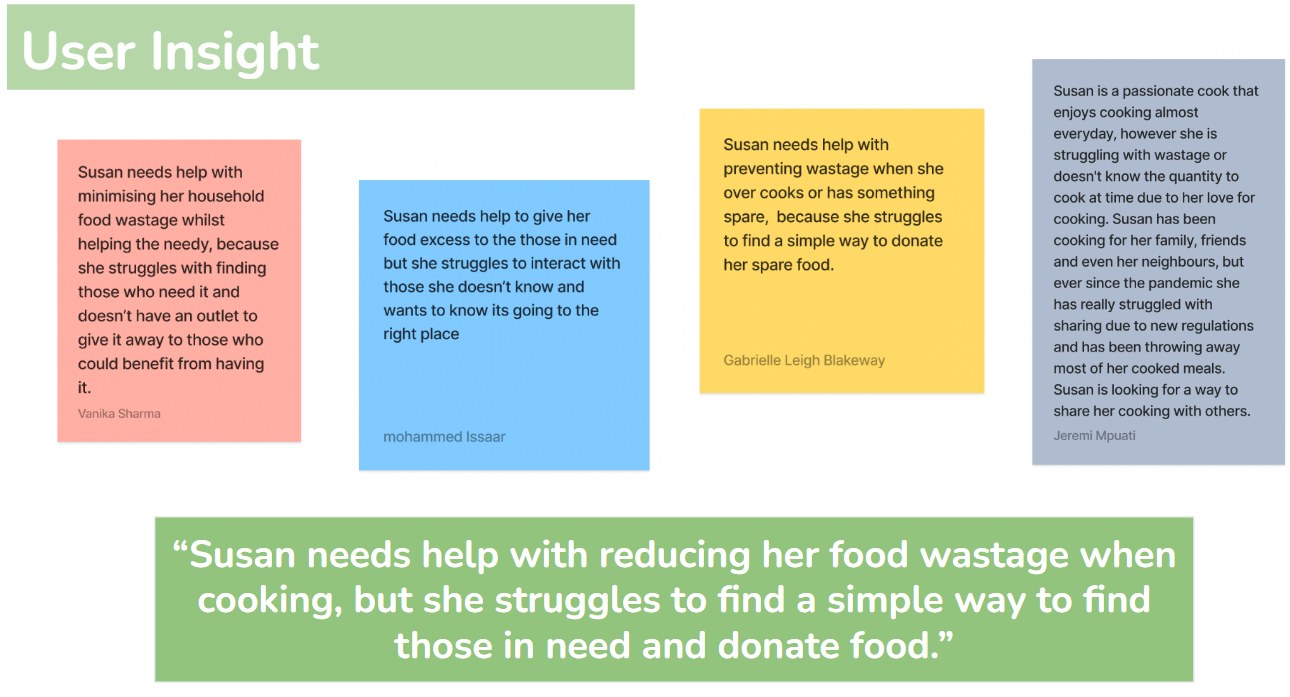 User Insight
Susan needs help with
minimising her household
food wastage whilst
helping the needy, because
she struggles with finding
those who need it and
doesn't have an outlet to
give it away to those who
could benefit from having
it.
Vanika Sharma
Susan needs help to give her
food excess to the those in need
but she struggles to interact with
those she doesn't know and
wants to know its going to the
right place
mohammed Issaar
Susan needs help with
preventing wastage when she
over cooks or has something
spare,  because she struggles
to find a simple way to donate
her spare food.
Gabrielle Leigh Blakeway
Susan is a passionate cook that
enjoys cooking almost
everyday, however she is
struggling with wastage or
doesn't know the quantity to
cook at time due to her love for
cooking. Susan has been
cooking for her family, friends
and even her neighbours, but
ever since the pandemic she
has really struggled with
sharing due to new regulations
and has been throwing away
most of her cooked meals.
Susan is looking for a way to
share her cooking with others.
Jeremi Mpuati
“Susan needs help with reducing her food wastage when
cooking, but she struggles to find a simple way to find
those in need and donate food.”